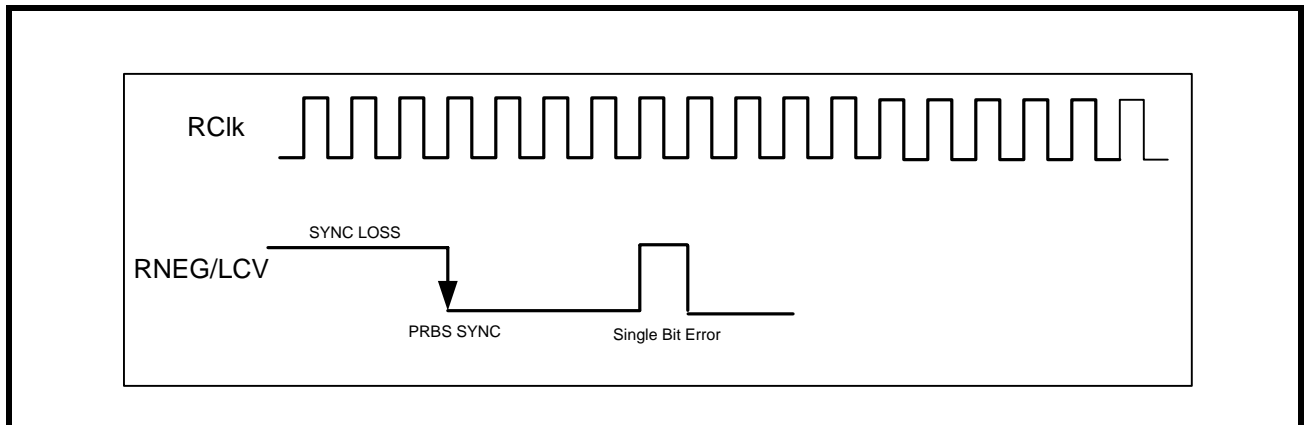 RClk
SYNC LOSS
RNEG/LCV
PRBS SYNC
Single Bit Error